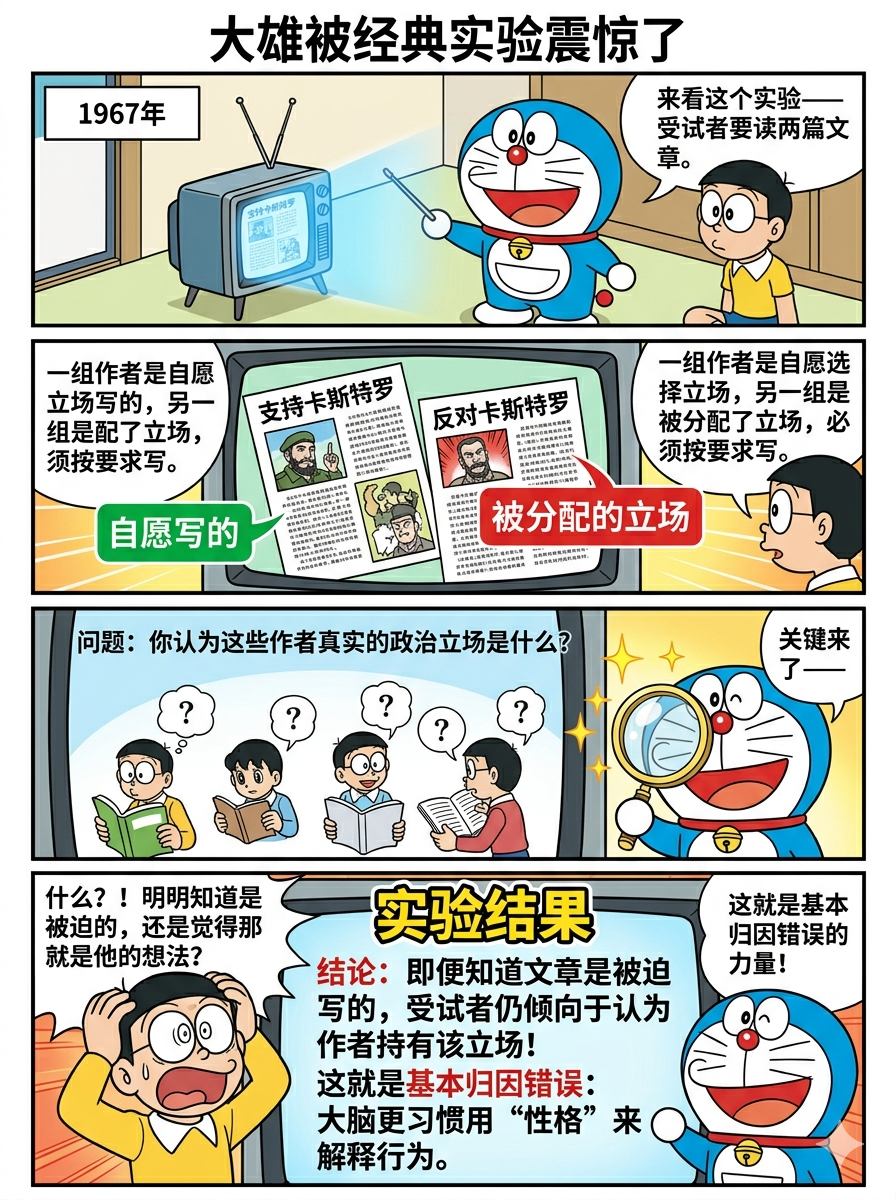 大雄被经典实验震惊了
1967年
来看这个实验——
受试者要读两篇文
章。
一组作者是自愿
立场写的，另一
组是配了立场，
须按要求写。
支持卡斯特罗
反对卡斯特罗
自愿写的
被分配的立场
一组作者是自愿选
择立场，另一组是
被分配了立场，必
须按要求写。
问题：你认为这些作者真实的政治立场是什么？
?
?
?
?
?
关键来
了——
什么？！明明知道是
被迫的，还是觉得那
就是他的想法？
实验结果
结论：即便知道文章是被迫
写的，受试者仍倾向于认为
作者持有该立场！
这就是基本归因错误：
大脑更习惯用“性格”来
解释行为。
这就是基本
归因错误的
力量！